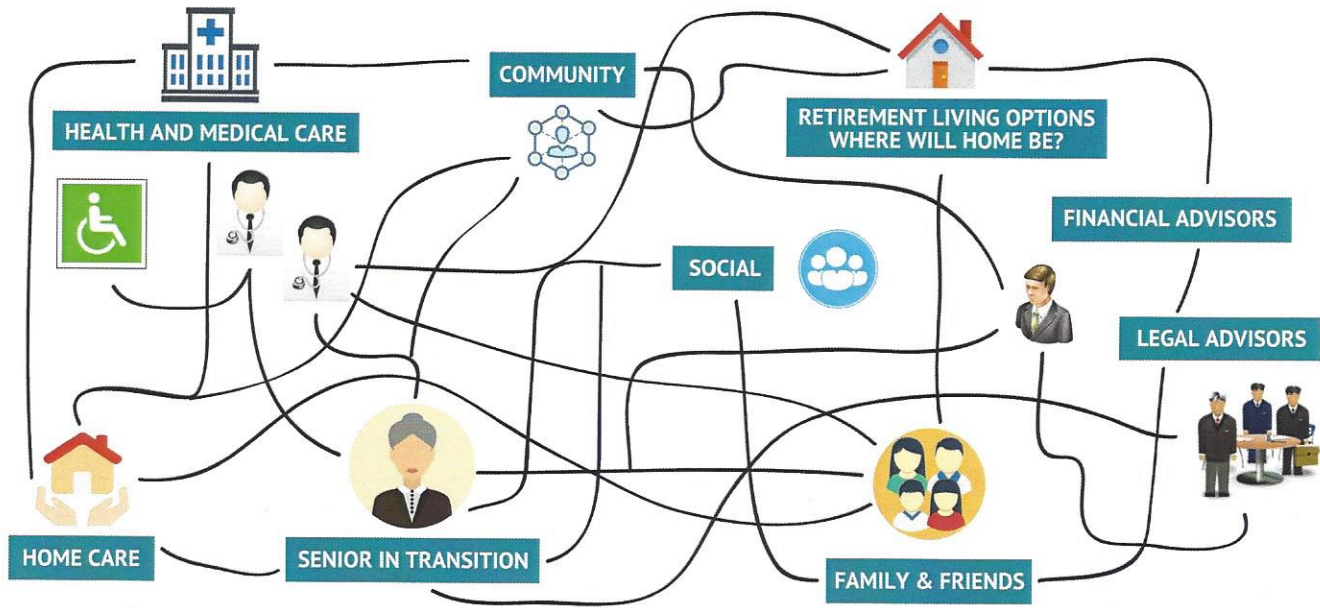 COMMUNITY
HEALTH AND MEDICAL CARE
RETIREMENT LIVING OPTIONS
WHERE WILL HOME BE?
FINANCIAL ADVISORS
SOCIAL
LEGAL ADVISORS
HOME CARE
SENIOR IN TRANSITION
FAMILY & FRIENDS